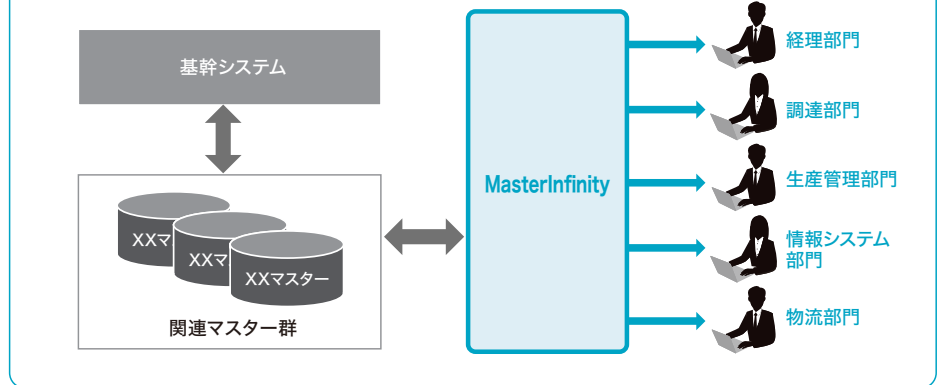 基幹システム
XXマ
XXマ
XXマスター
関連マスター群
MasterInfinity
経理部門
調達部門
生産管理部門
情報システム
部門
物流部門